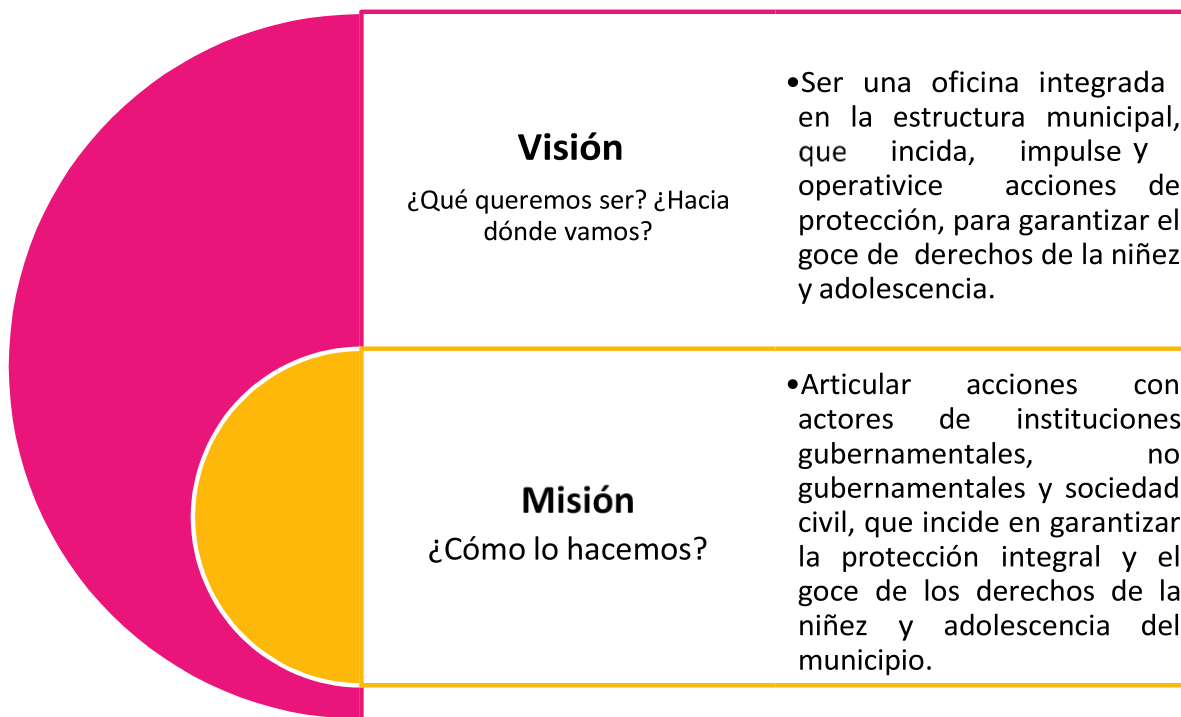 Visión
¿Qué queremos ser? ¿Hacia
dónde vamos?
•Ser una oficina integrada
en la estructura municipal,
que incida, impulse y
operativice acciones de
protección, para garantizar el
goce de derechos de la niñez
y adolescencia.
Misión
¿Cómo lo hacemos?
•Articular acciones con
actores de instituciones
gubernamentales, no
gubernamentales y sociedad
civil, que incide en garantizar
la protección integral y el
goce de los derechos de la
niñez y adolescencia del
municipio.